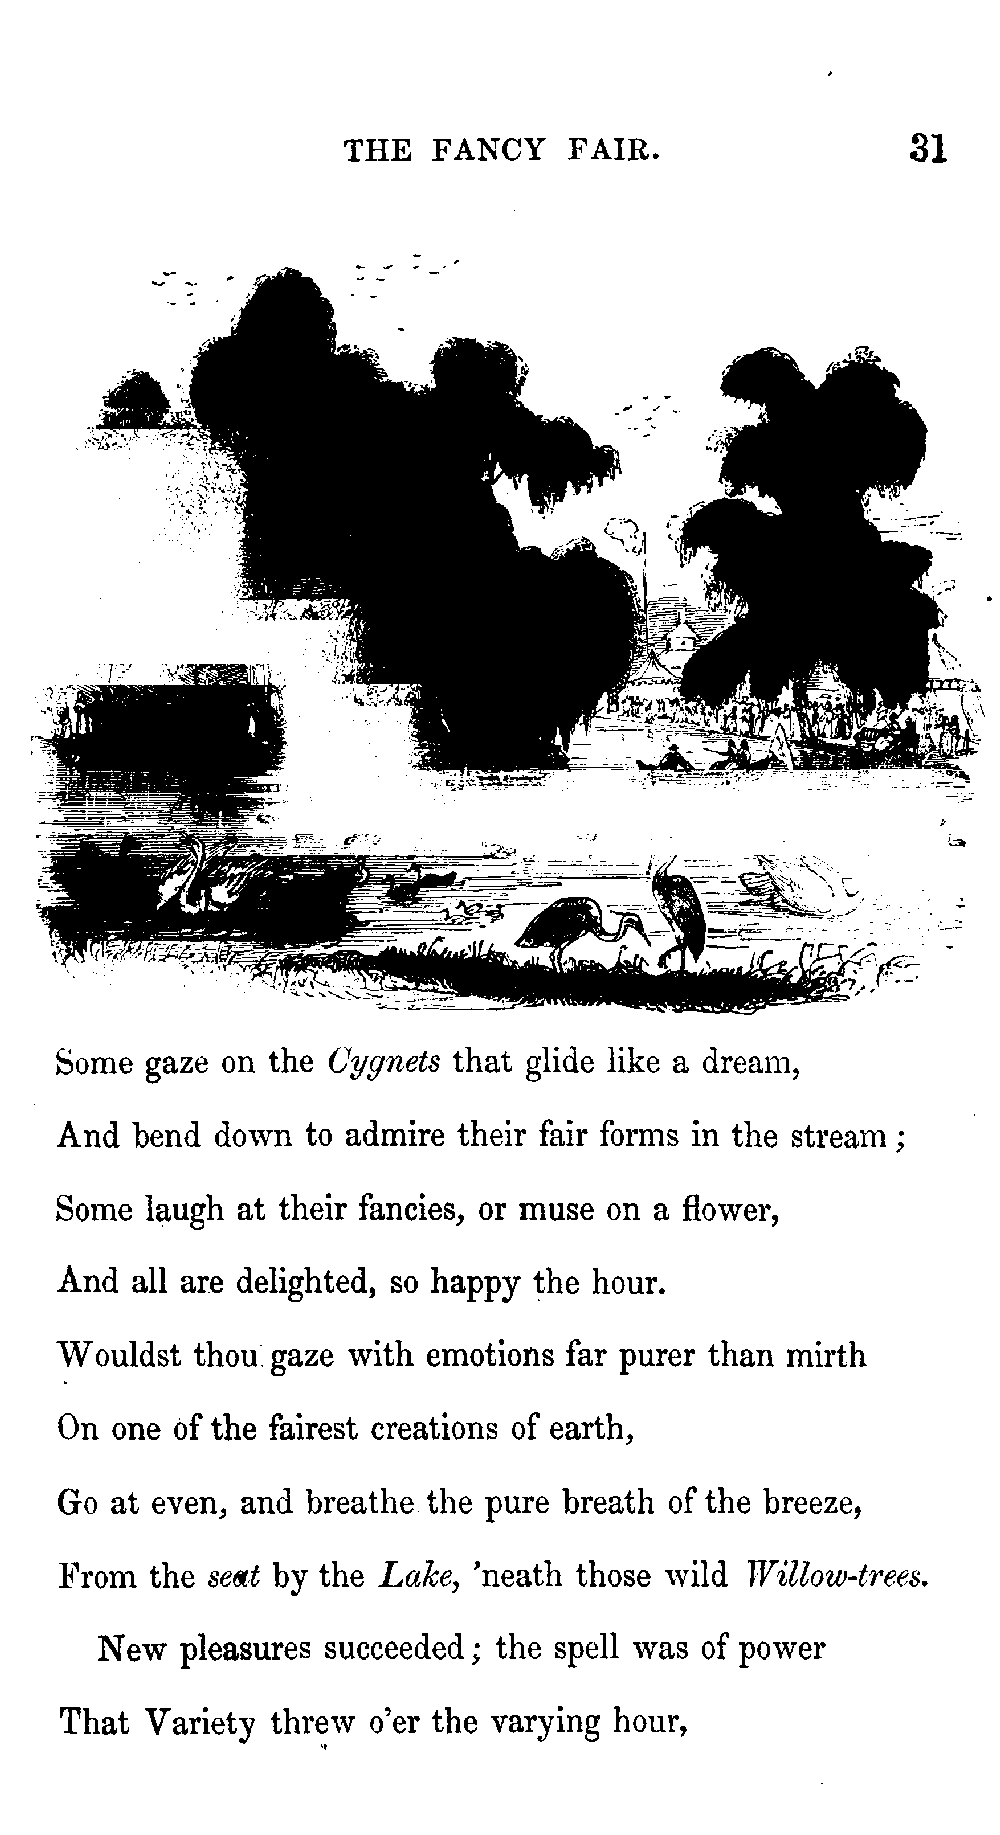 THE FANCY FAIR. 31
Some gaze on the Cygnets that glide like a dream,
And bend down to admire their fair forms in the stream;
Some laugh at their fancies, or muse on a flower,
And all are delighted, so happy the hour.
Wouldst thou gaze with emotions far purer than mirth
On one of the fairest creations of earth,
Go at even, and breathe the pure breath of the breeze,
From the seat by the Lake, 'neath those wild Willow-trees.
New pleasures succeeded; the spell was of power
That Variety threw o'er the varying hour,